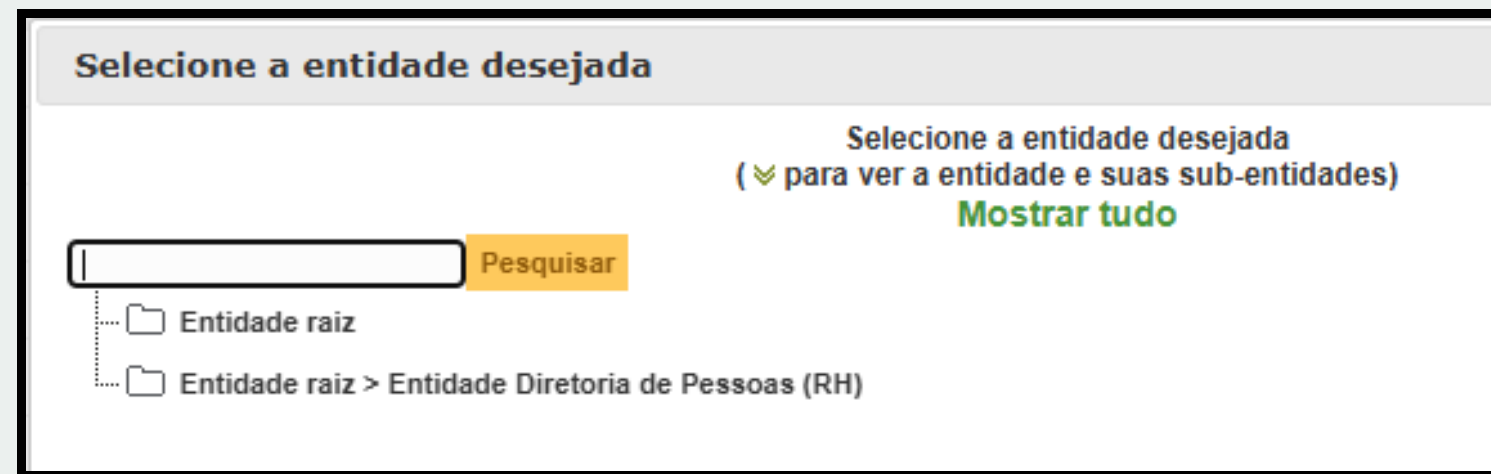 Selecione a entidade desejada
Selecione a entidade desejada
( para ver a entidade e suas sub-entidades)
Mostrar tudo
Pesquisar
Entidade raiz
Entidade raiz > Entidade Diretoria de Pessoas (RH)